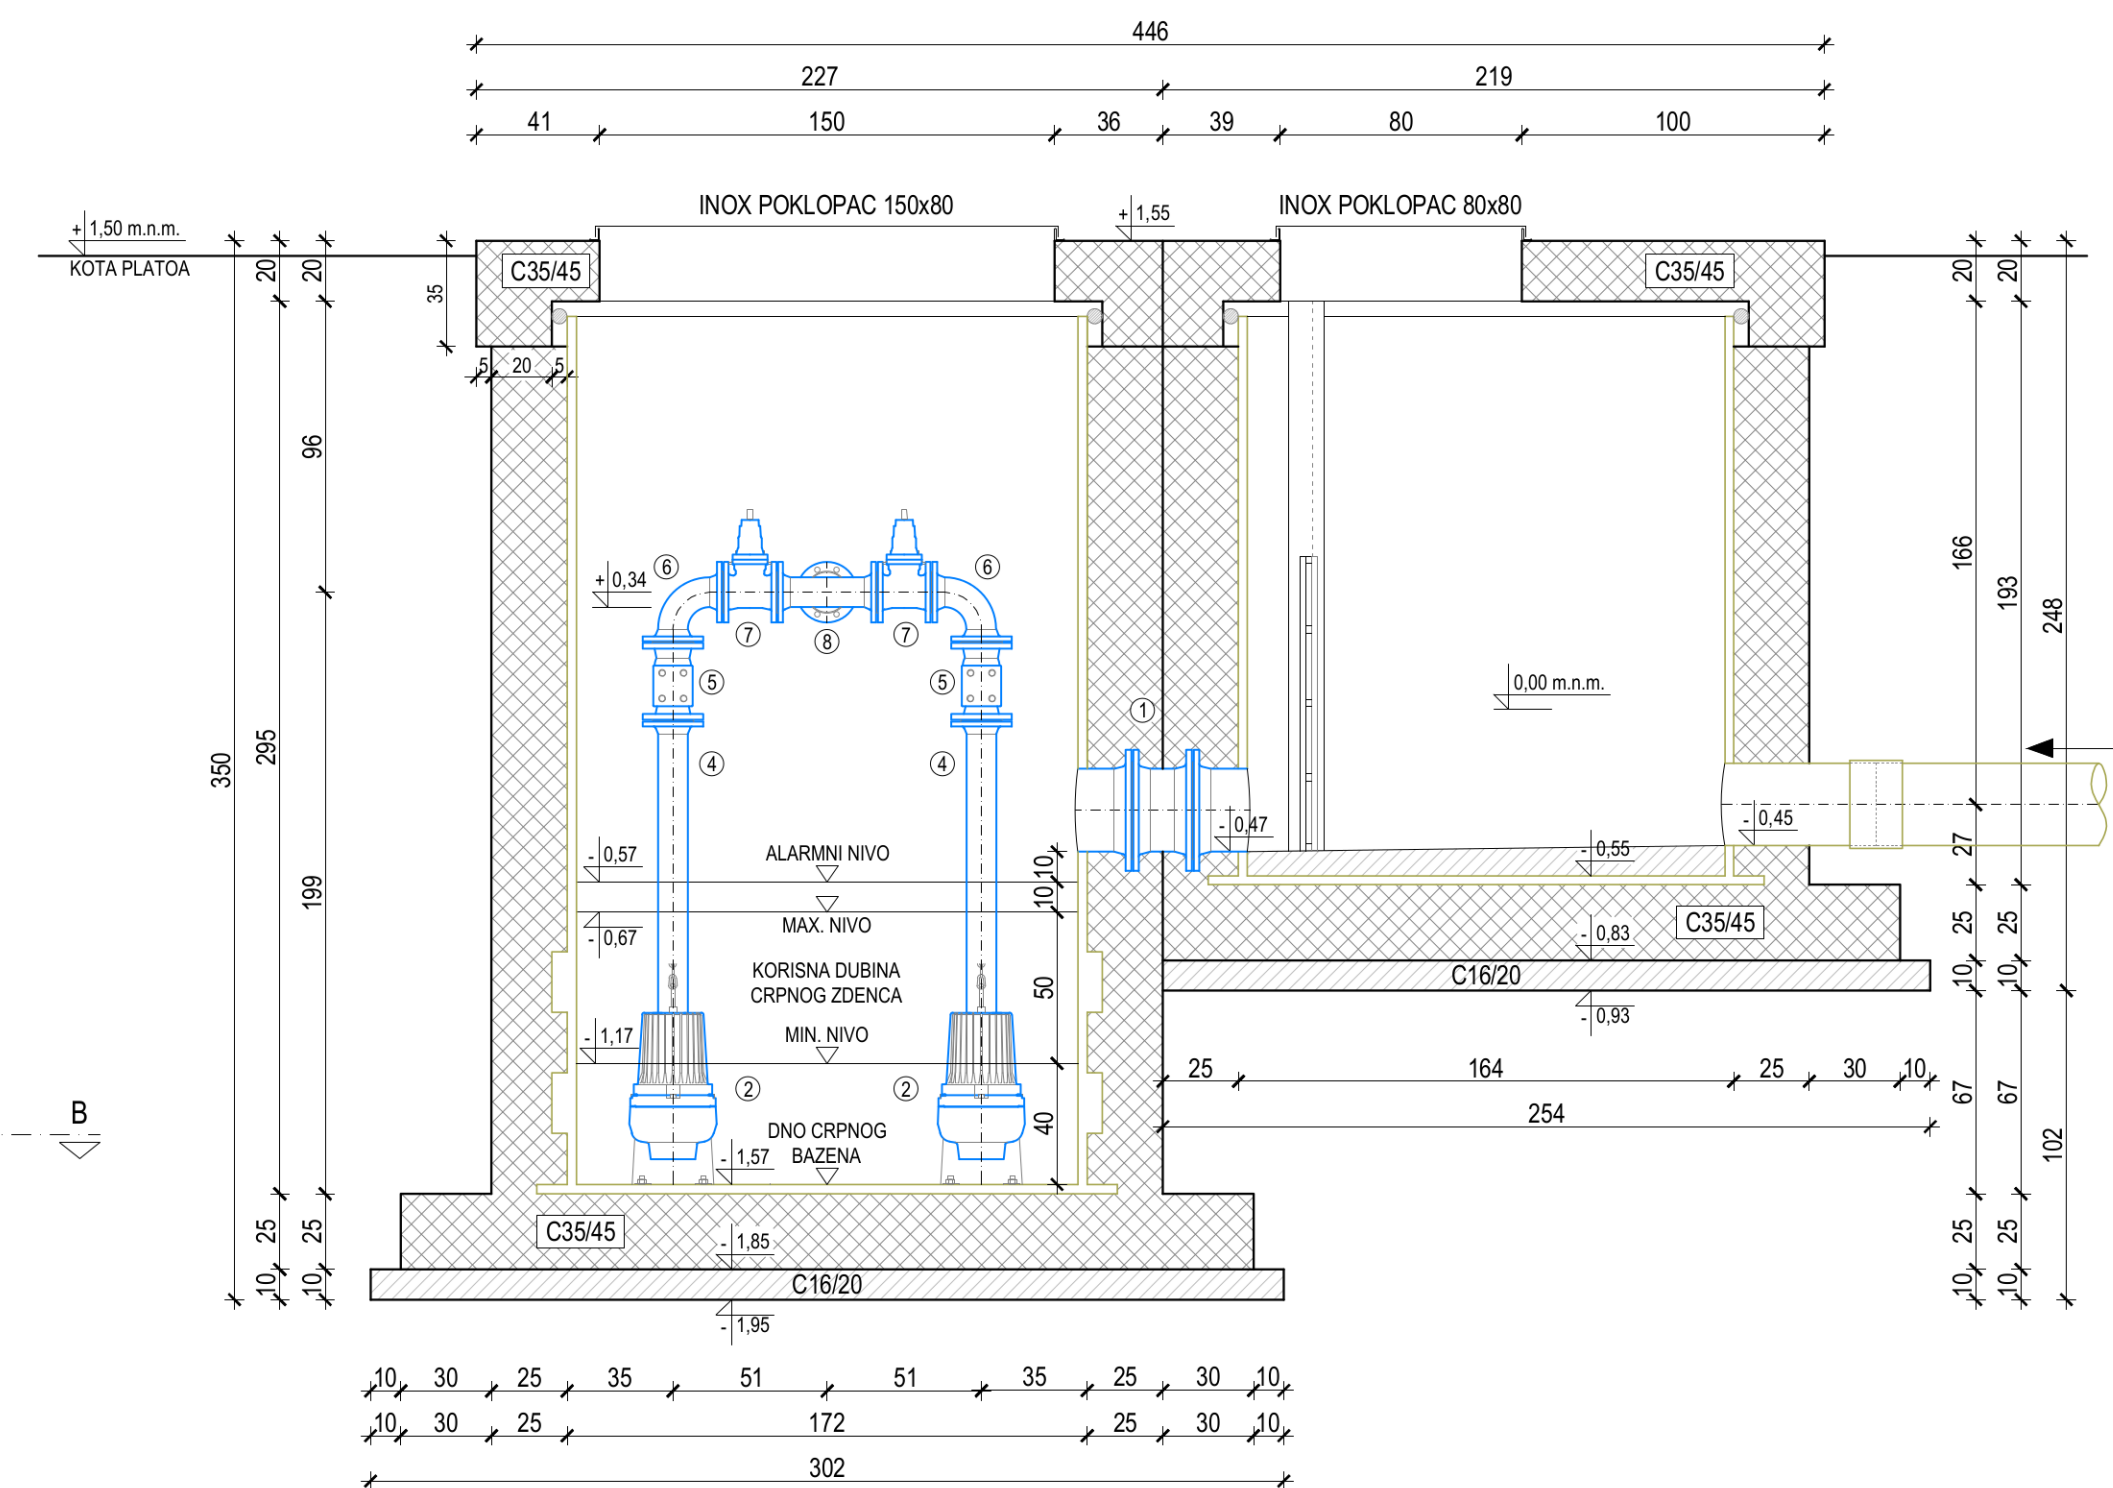 446
227 219
41 150 36 39 80 100
INOX POKLOPAC 150x80 INOX POKLOPAC 80x80
+ 1,50 m.n.m. + 1,55
KOTA PLATOA
C35/45 C35/45
20 20 35 20 20
5 20 5
96
166
193
248
6 6
+ 0,34
7 8 7
5 5
0,00 m.n.m.
1
4 4
350
295
199
- 0,47 - 0,45
- 0,57 ALARMNI NIVO 10 - 0,55 27
10
MAX. NIVO
- 0,67
C35/45
- 0,83
25 25
KORISNA DUBINA
CRPNOG ZDENCA
50
C16/20
10 10
- 0,93
- 1,17 MIN. NIVO
25 164 25 30 10
2 2
67 67
B
254
40
DNO CRPNOG
BAZENA
- 1,57
102
C35/45
25 25 25 25
- 1,85
C16/20
10 10 10 10
- 1,95
10 30 25 35 51 51 35 25 30 10
10 30 25 172 25 30 10
302